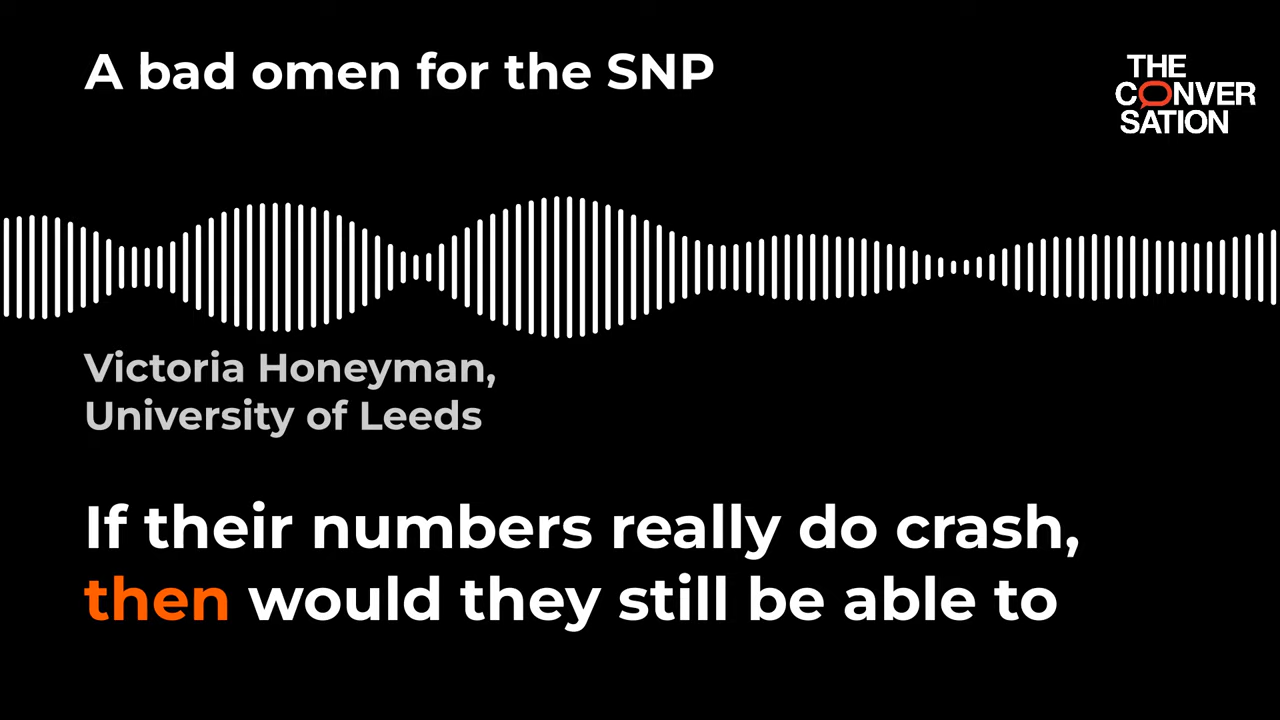 A bad omen for the SNP
THE
CONVER
SATION
Victoria Honeyman,
University of Leeds
If their numbers really do crash,
then would they still be able to